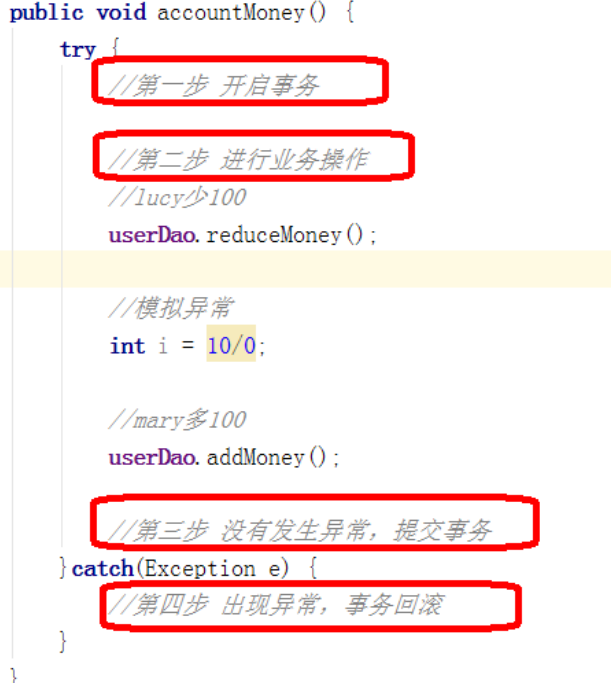 public void accountMoney() {
try {
//第一步 开启事务
//第二步 进行业务操作
//lucy少100
userDao.reduceMoney();
//模拟异常
int i = 10/0;
//mary多100
userDao.addMoney();
//第三步 没有发生异常，提交事务
}catch(Exception e) {
//第四步 出现异常，事务回滚
}
}